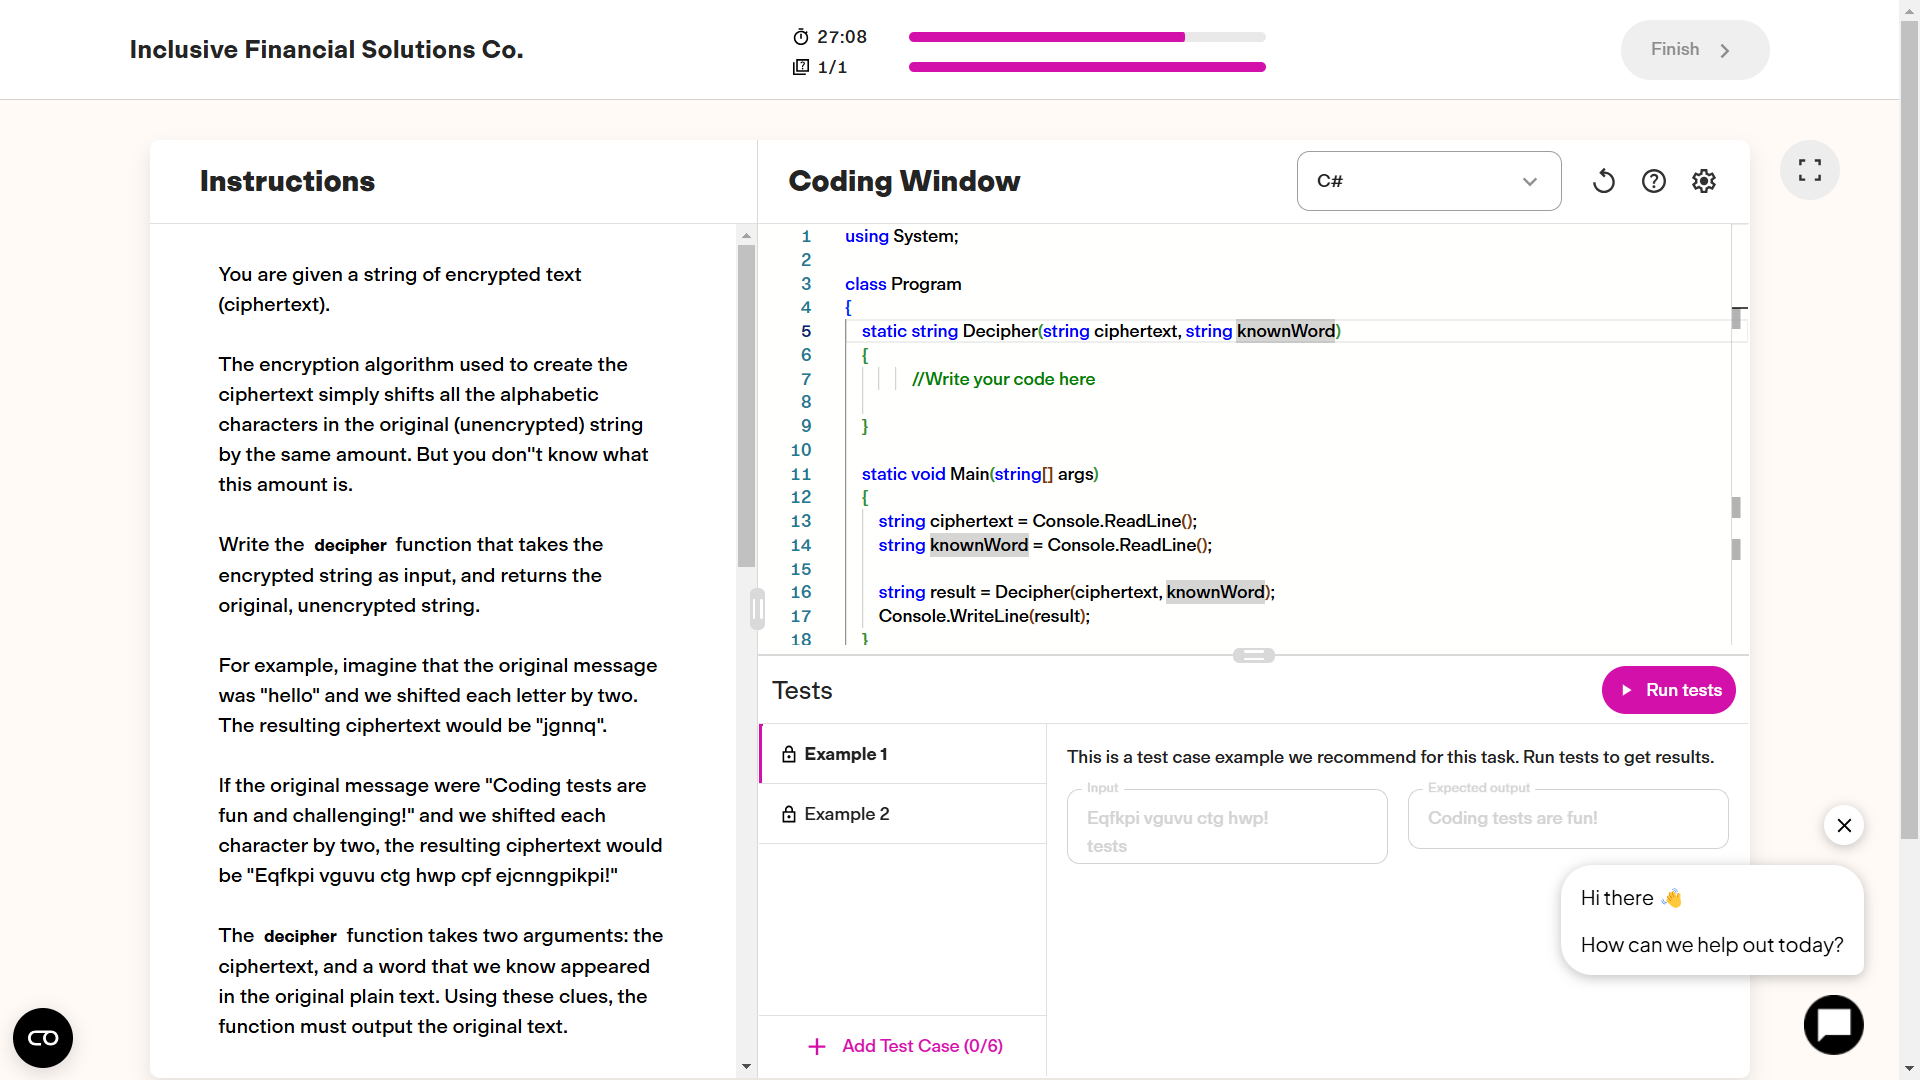 Inclusive Financial Solutions Co.
27:08
1/1
Finish
Instructions
You are given a string of encrypted text
(ciphertext).
The encryption algorithm used to create the
ciphertext simply shifts all the alphabetic
characters in the original (unencrypted) string
by the same amount. But you don"t know what
this amount is.
Write the decipher function that takes the
encrypted string as input, and returns the
original, unencrypted string.
For example, imagine that the original message
was "hello" and we shifted each letter by two.
The resulting ciphertext would be "jgnnq".
If the original message were "Coding tests are
fun and challenging!" and we shifted each
character by two, the resulting ciphertext would
be "Eqfkpi vguvu ctg hwp cpf ejcnngpikpi!"
The decipher function takes two arguments: the
ciphertext, and a word that we know appeared
in the original plain text. Using these clues, the
function must output the original text.
Coding Window
C#
1 using System;
2
3 class Program
4 {
5 static string Decipher(string ciphertext, string knownWord)
6 {
7 //Write your code here
8
9 }
10
11 static void Main(string[] args)
12 {
13 string ciphertext = Console.ReadLine();
14 string knownWord = Console.ReadLine();
15
16 string result = Decipher(ciphertext, knownWord);
17 Console.WriteLine(result);
18 }
Tests
Run tests
Example 1
Example 2
Add Test Case (0/6)
This is a test case example we recommend for this task. Run tests to get results.
Input
Eqfkpi vguvu ctg hwp!
tests
Expected output
Coding tests are fun!
Hi there 👋
How can we help out today?